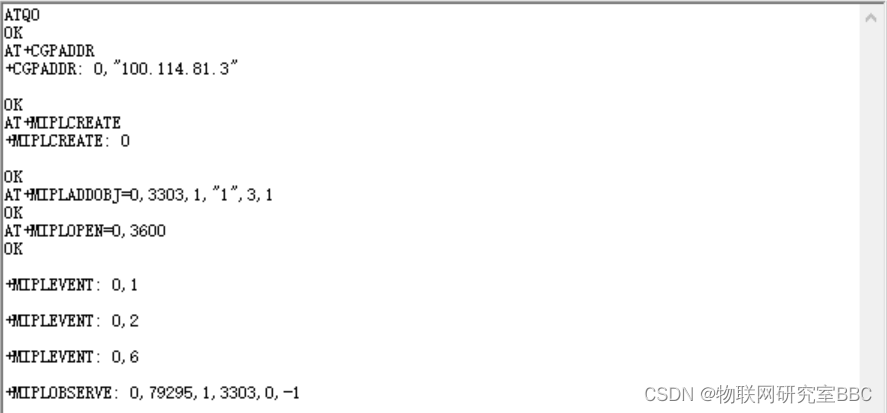 ATQ0
OK
AT+CGPADDR
+CGPADDR: 0,"100.114.81.3"
OK
AT+MIPLCREATE
+MIPLCREATE: 0
OK
AT+MIPLADDOBJ=0,3303,1,"1",3,1
OK
AT+MIPLOPEN=0,3600
OK
+MIPLEVENT: 0,1
+MIPLEVENT: 0,2
+MIPLEVENT: 0,6
+MIPLOBSERVE: 0,79295,1,3303,0,-1
CSDN @物联网研究室BBC